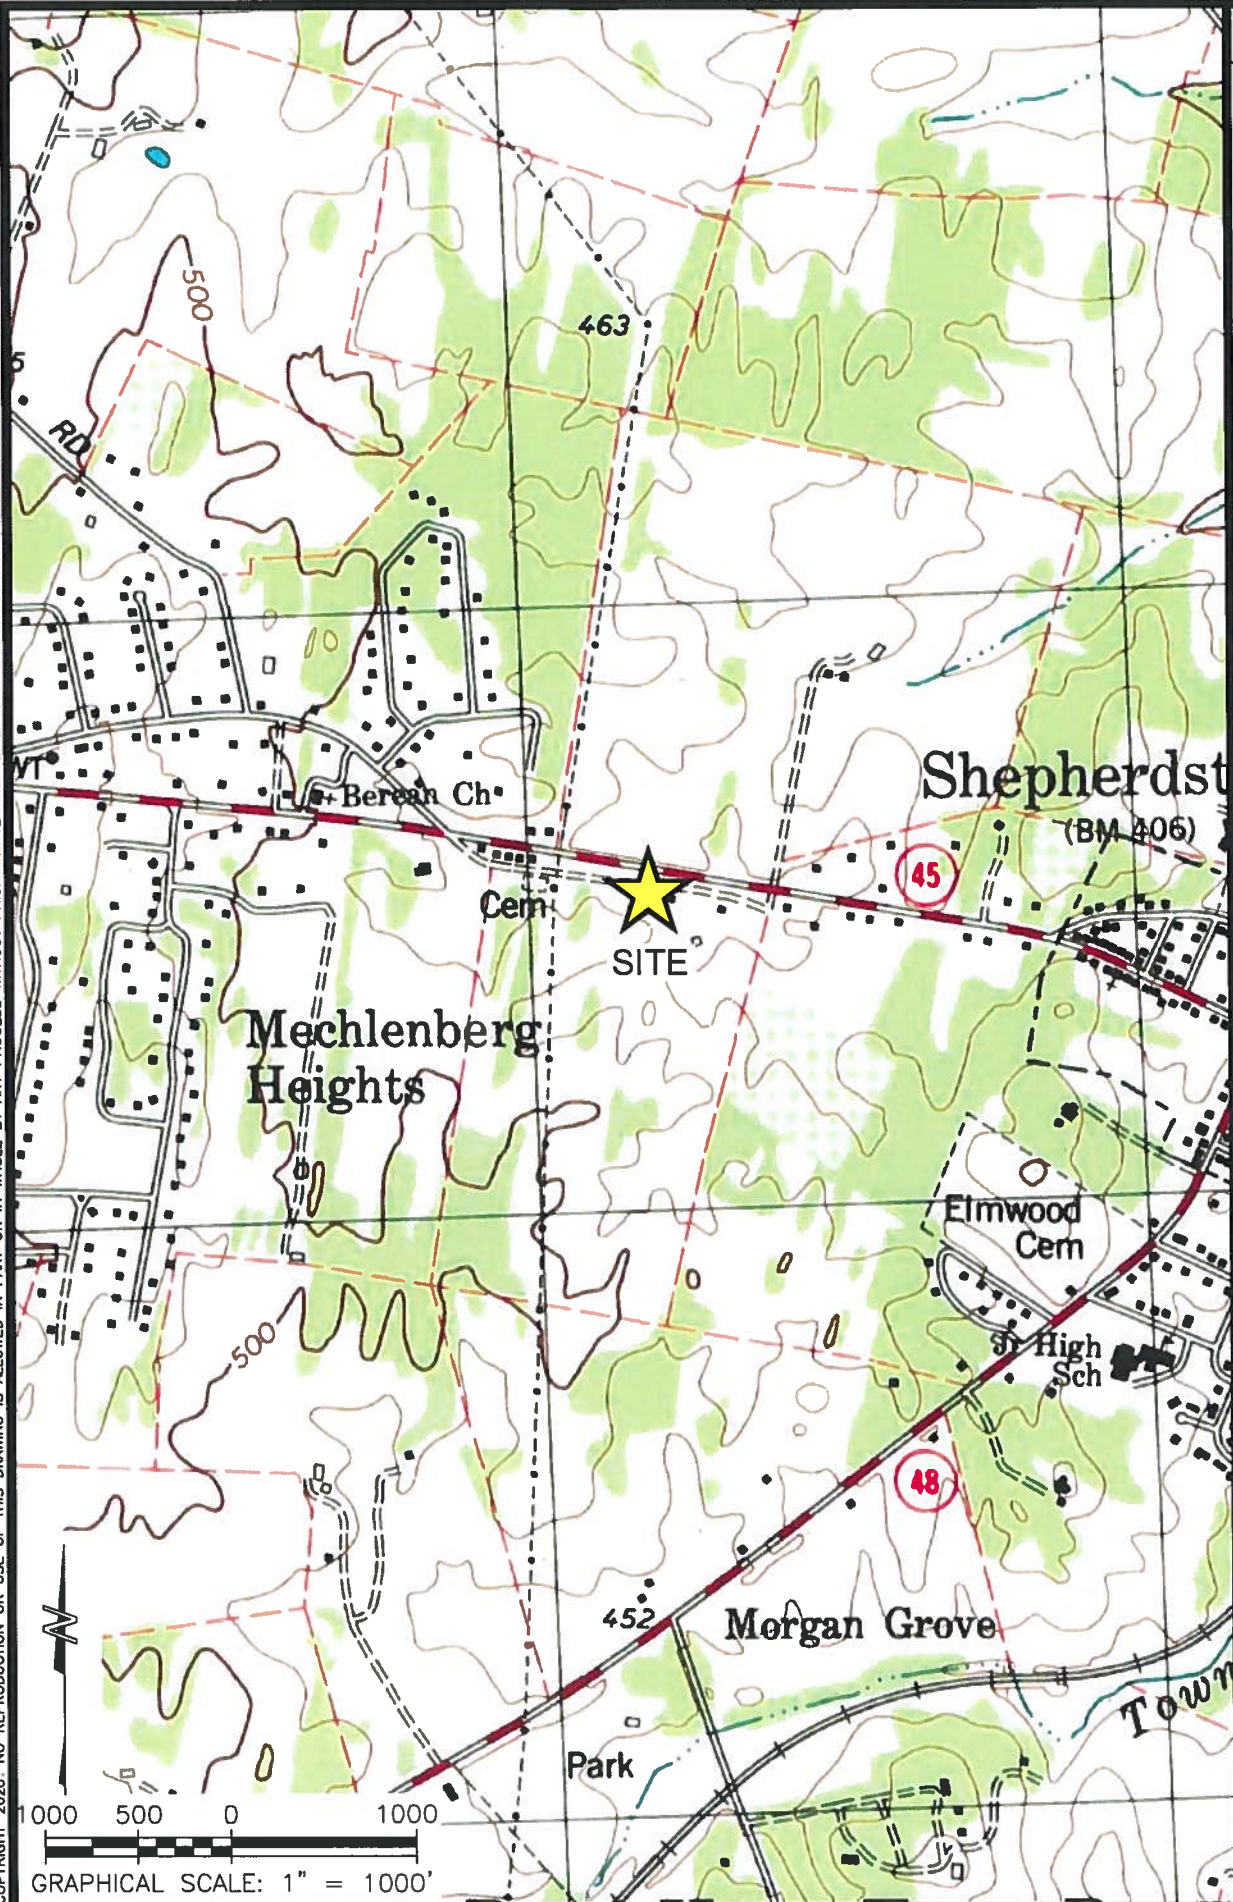 500
463
RD
Berean Ch
Shepherdst
(BM 406)
45
Cem
SITE
Mechlenberg
Heights
Elmwood
Cem
500
Jr High
Sch
48
N
452
Morgan Grove
Town
Park
1000 500 0 1000
GRAPHICAL SCALE: 1" = 1000'